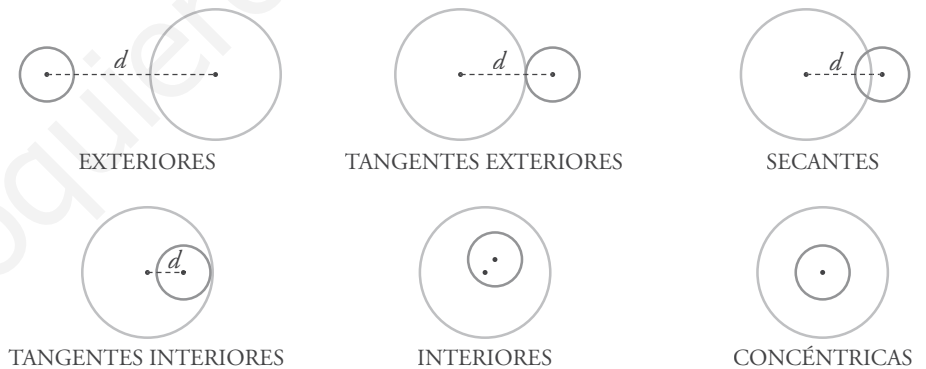 d
d
d
EXTERIORES
TANGENTES EXTERIORES
SECANTES
d
TANGENTES INTERIORES
INTERIORES
CONCÉNTRICAS